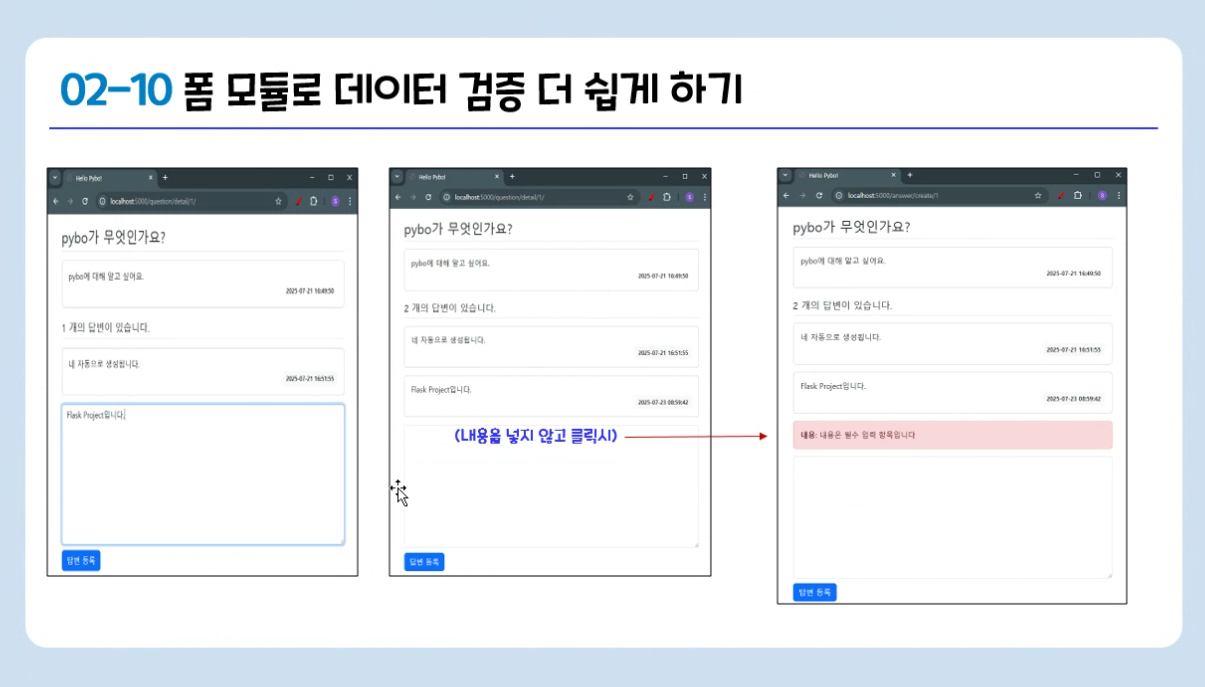 02-10 폼 모듈로 데이터 검증 더 쉽게 하기
Hello Pybo!
localhost:5000/question/detail/1/
pybo가 무엇인가요?
pybo에 대해 알고 싶어요.
2025-07-21 16:49:50
1 개의 답변이 있습니다.
네 자동으로 생성됩니다.
2025-07-21 16:51:55
Flask Project입니다.
답변 등록
Hello Pybo!
localhost:5000/question/detail/1/
pybo가 무엇인가요?
pybo에 대해 알고 싶어요.
2025-07-21 16:49:50
2 개의 답변이 있습니다.
네 자동으로 생성됩니다.
2025-07-21 16:51:55
Flask Project입니다.
2025-07-23 08:59:42
(내용을 넣지 않고 클릭시)
답변 등록
Hello Pybo!
localhost:5000/answer/create/1
pybo가 무엇인가요?
pybo에 대해 알고 싶어요.
2025-07-21 16:49:50
2 개의 답변이 있습니다.
네 자동으로 생성됩니다.
2025-07-21 16:51:55
Flask Project입니다.
2025-07-23 08:59:42
내용: 내용은 필수 입력 항목입니다
답변 등록